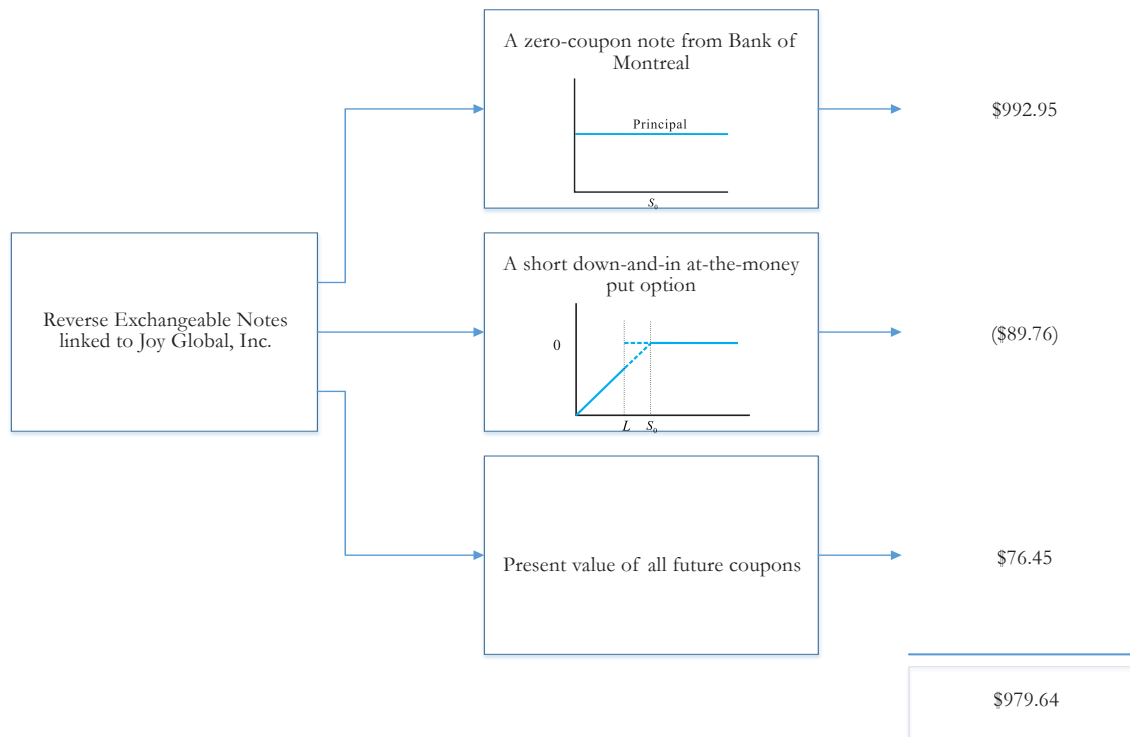 A zero-coupon note from Bank of
Montreal
Principal
S₀
$992.95
Reverse Exchangeable Notes
linked to Joy Global, Inc.
A short down-and-in at-the-money
put option
0
L S₀
($89.76)
Present value of all future coupons
$76.45
$979.64